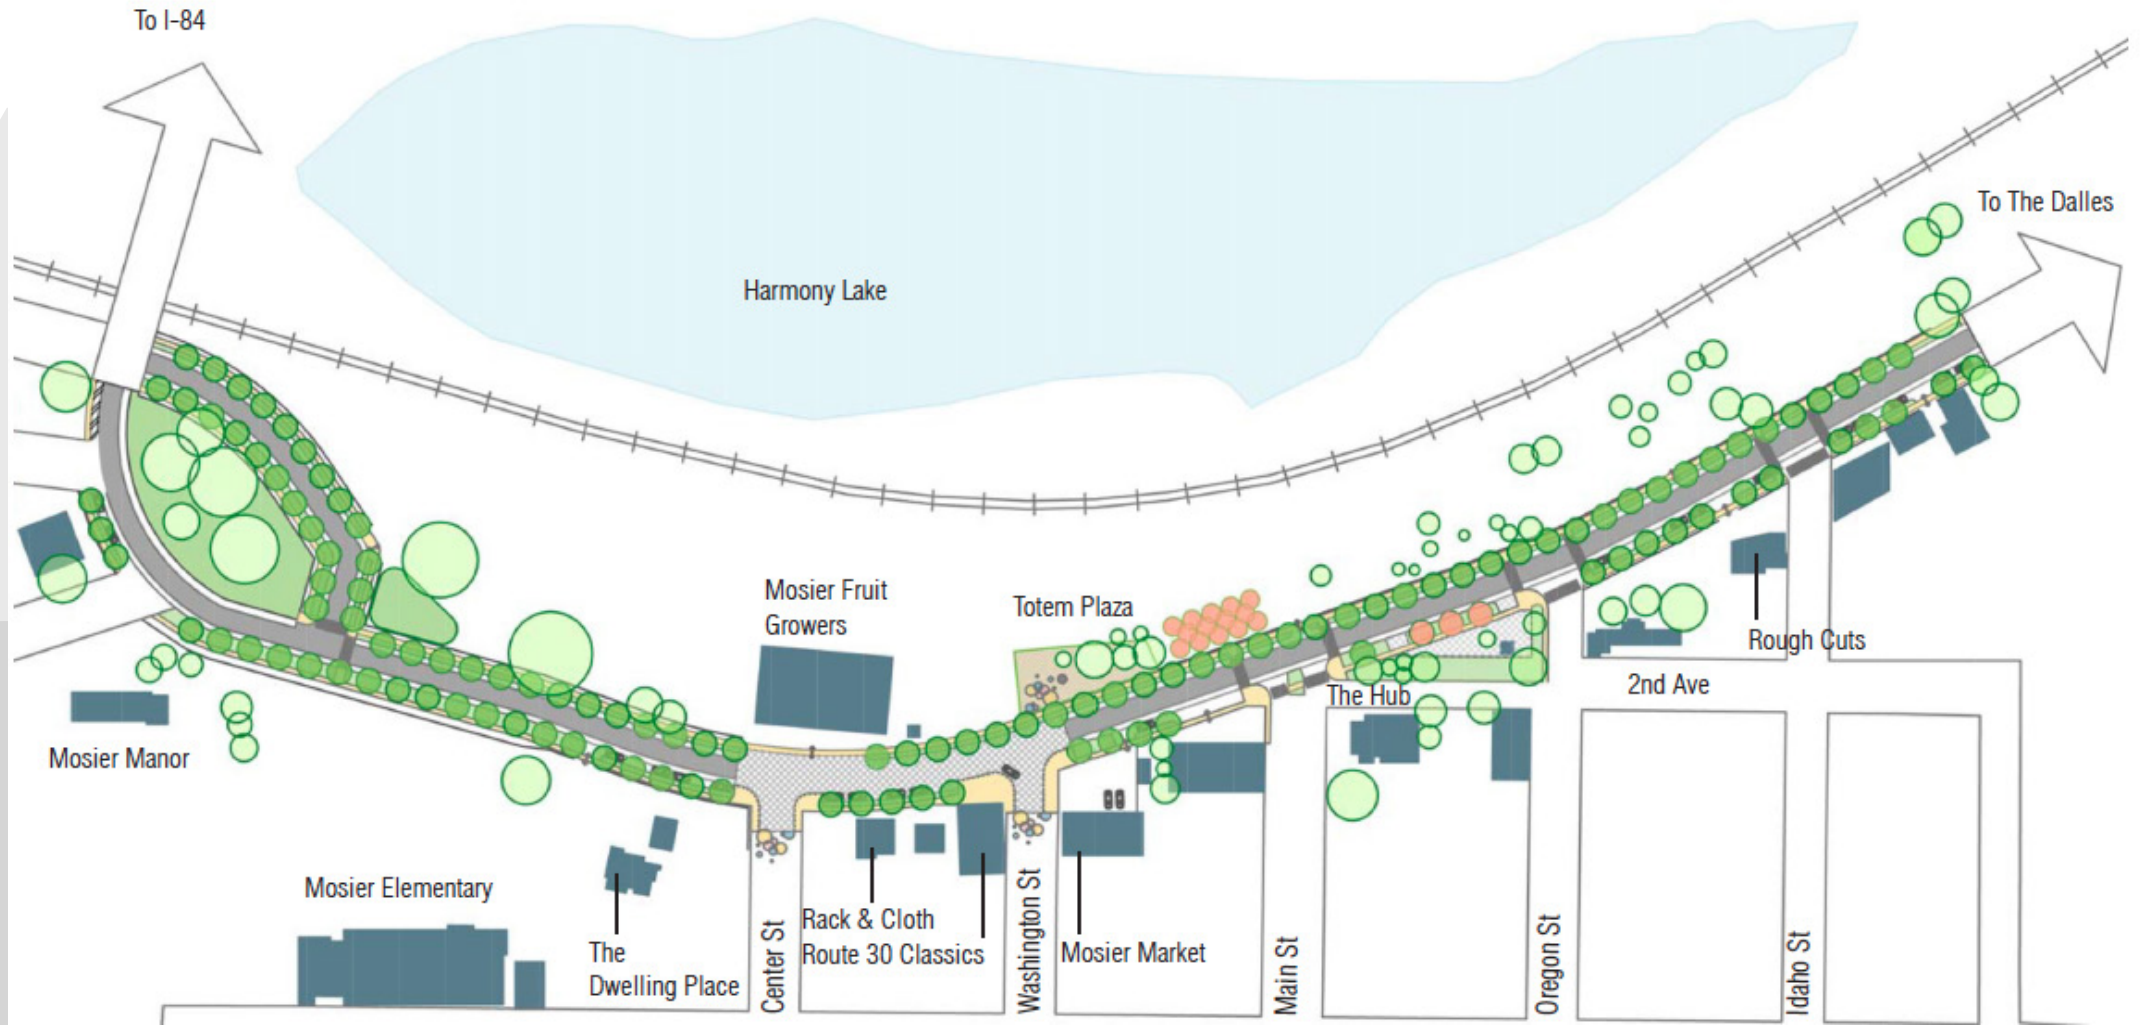 To I-84
To The Dalles
Harmony Lake
Mosier Fruit
Growers
Totem Plaza
Rough Cuts
2nd Ave
The Hub
Mosier Manor
Mosier Elementary
The
Dwelling Place
Rack & Cloth
Route 30 Classics
Mosier Market
Center St
Washington St
Main St
Oregon St
Idaho St